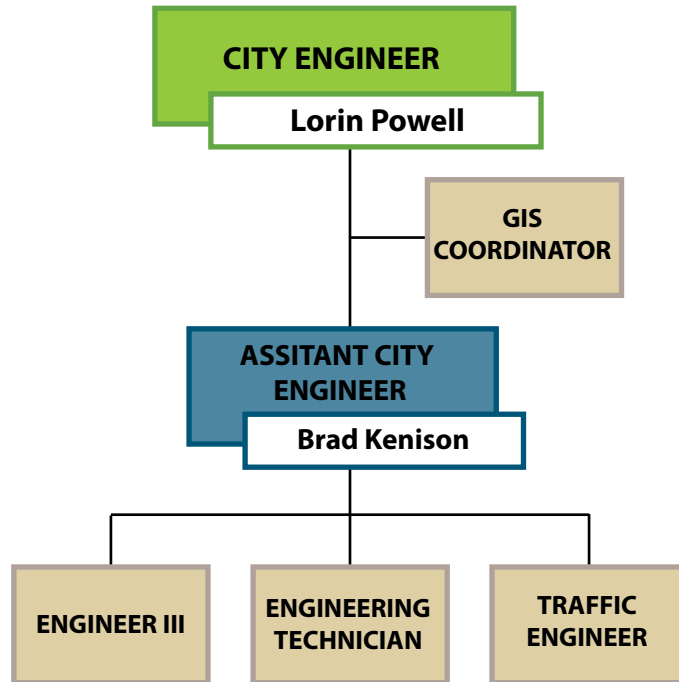 CITY ENGINEER
Lorin Powell
GIS
COORDINATOR
ASSITANT CITY
ENGINEER
Brad Kenison
ENGINEER III
ENGINEERING
TECHNICIAN
TRAFFIC
ENGINEER